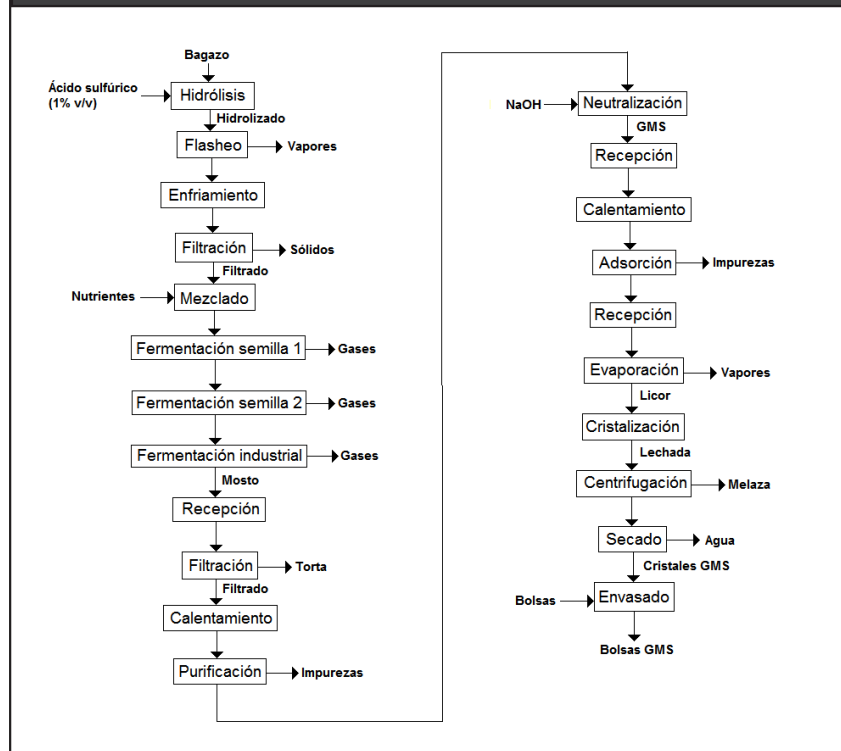 Bagazo
Ácido sulfúrico
(1% v/v)
Hidrólisis
Hidrolizado
Flasheo
Vapores
Enfriamiento
Filtración
Sólidos
Filtrado
Nutrientes
Mezclado
Fermentación semilla 1
Gases
Fermentación semilla 2
Gases
Fermentación industrial
Gases
Mosto
Recepción
Filtración
Torta
Filtrado
Calentamiento
Purificación
Impurezas
NaOH
Neutralización
GMS
Recepción
Calentamiento
Adsorción
Impurezas
Recepción
Evaporación
Vapores
Licor
Cristalización
Lechada
Centrifugación
Melaza
Secado
Agua
Cristales GMS
Bolsas
Envasado
Bolsas GMS